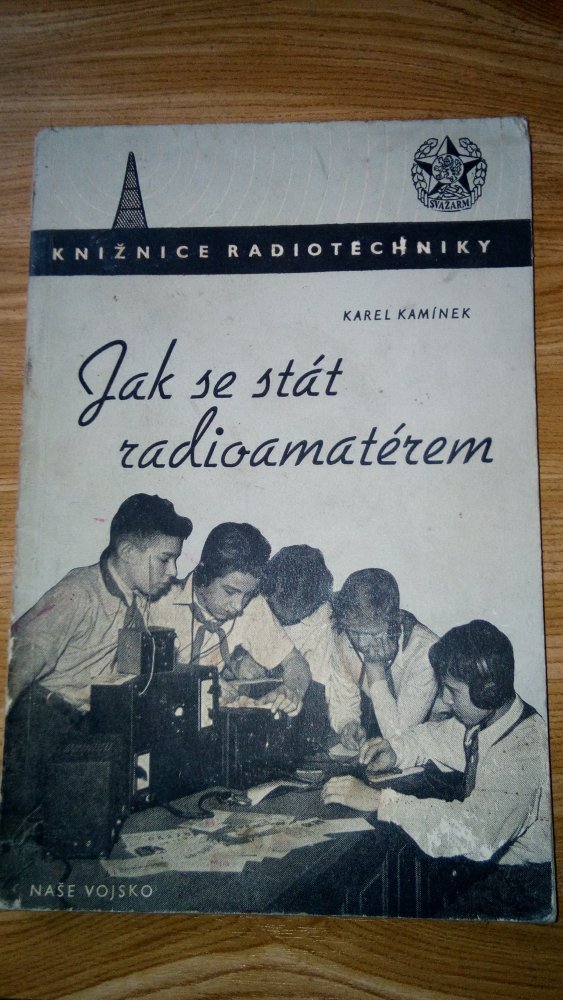 SVAZARM
KNIŽNICE RADIOTECHNIKY
KAREL KAMÍNEK
Jak se stát
radioamatérem
NAŠE VOJSKO